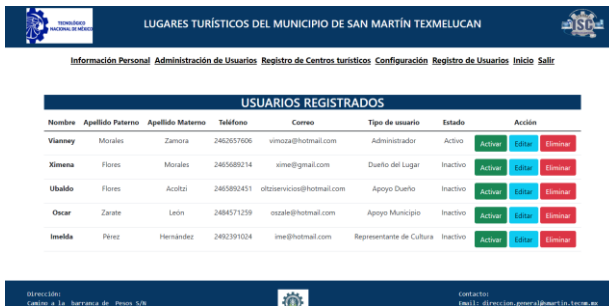 TECNOLÓGICO
NACIONAL DE MÉXICO
LUGARES TURÍSTICOS DEL MUNICIPIO DE SAN MARTÍN TEXMELUCAN
ISC
Información Personal Administración de Usuarios Registro de Centros turísticos Configuración Registro de Usuarios Inicio Salir
USUARIOS REGISTRADOS
Nombre Apellido Paterno Apellido Materno Teléfono Correo Tipo de usuario Estado Acción
Vianney Morales Zamora 2462657606 vimoza@hotmail.com Administrador Activo Activar Editar Eliminar
Ximena Flores Morales 2465689214 xime@gmail.com Dueño del Lugar Inactivo Activar Editar Eliminar
Ubaldo Flores Acoltzi 2465892451 oltziservicios@hotmail.com Apoyo Dueño Inactivo Activar Editar Eliminar
Oscar Zarate León 2484571259 oszale@hotmail.com Apoyo Municipio Inactivo Activar Editar Eliminar
Imelda Pérez Hernández 2492391024 ime@hotmail.com Representante de Cultura Inactivo Activar Editar Eliminar
Dirección: Contacto:
Camino a la barranca de Pesos S/N Email: direccion.general@smartin.tecnm.mx